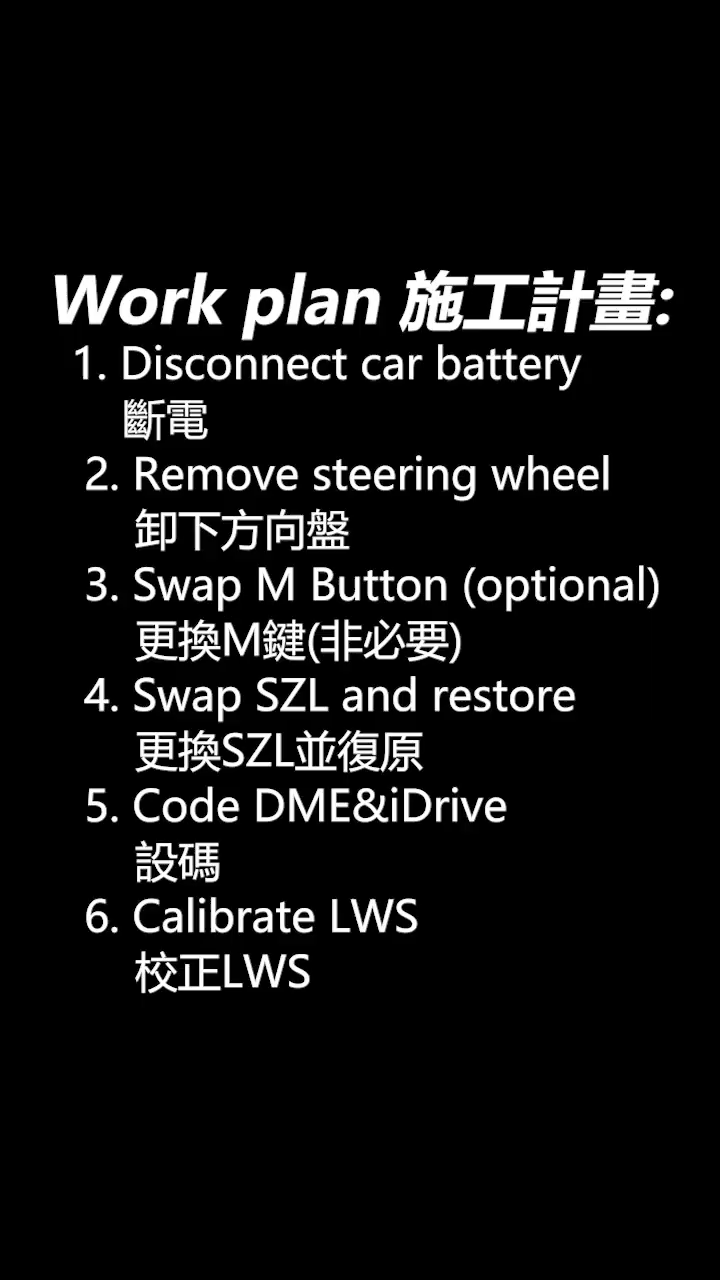 Work plan 施工計畫:
1. Disconnect car battery
斷電
2. Remove steering wheel
卸下方向盤
3. Swap M Button (optional)
更換M鍵(非必要)
4. Swap SZL and restore
更換SZL並復原
5. Code DME&iDrive
設碼
6. Calibrate LWS
校正LWS